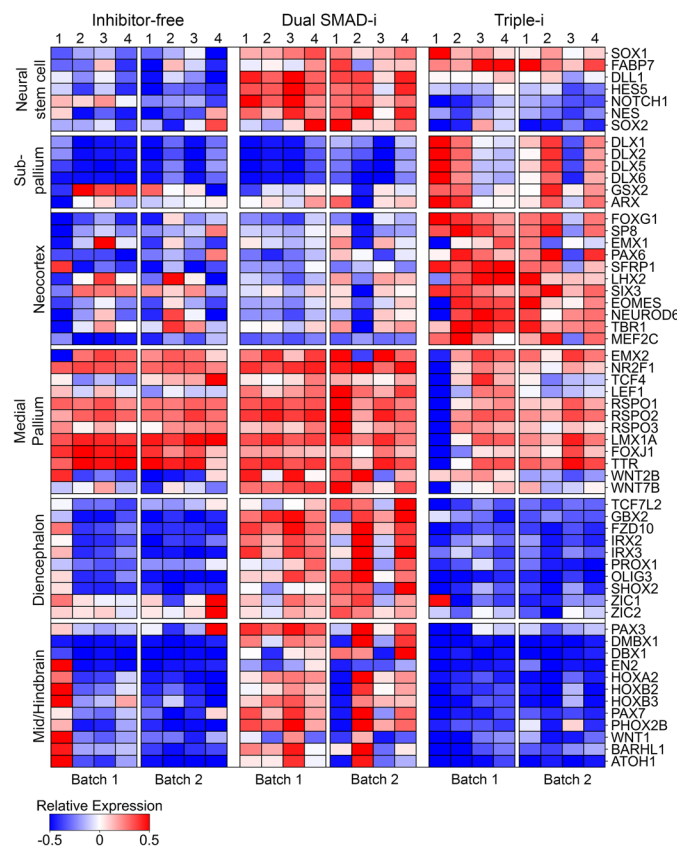 Inhibitor-free Dual SMAD-i Triple-i
1 2 3 4 1 2 3 4 1 2 3 4 1 2 3 4 1 2 3 4 1 2 3 4
Neural
stem cell
SOX1
FABP7
DLL1
HES5
NOTCH1
NES
SOX2
Sub-
pallium
DLX1
DLX2
DLX5
DLX6
GSX2
ARX
Neocortex
FOXG1
SP8
EMX1
PAX6
SFRP1
LHX2
SIX3
EOMES
NEUROD6
TBR1
MEF2C
Medial
Pallium
EMX2
NR2F1
TCF4
LEF1
RSPO1
RSPO2
RSPO3
LMX1A
FOXJ1
TTR
WNT2B
WNT7B
Diencephalon
TCF7L2
GBX2
FZD10
IRX2
IRX3
PROX1
OLIG3
SHOX2
ZIC1
ZIC2
Mid/Hindbrain
PAX3
DMBX1
DBX1
EN2
HOXA2
HOXB2
HOXB3
PAX7
PHOX2B
WNT1
BARHL1
ATOH1
Batch 1 Batch 2 Batch 1 Batch 2 Batch 1 Batch 2
Relative Expression
-0.5 0 0.5